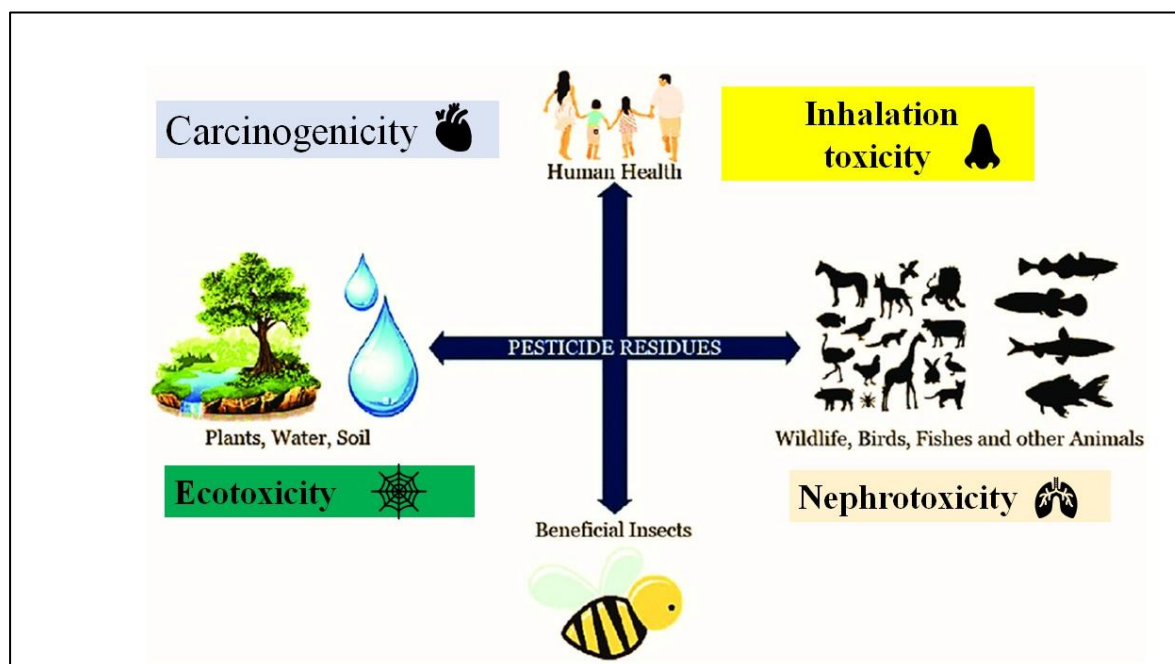 Carcinogenicity
Inhalation
toxicity
Human Health
PESTICIDE RESIDUES
Plants, Water, Soil
Wildlife, Birds, Fishes and other Animals
Ecotoxicity
Nephrotoxicity
Beneficial Insects